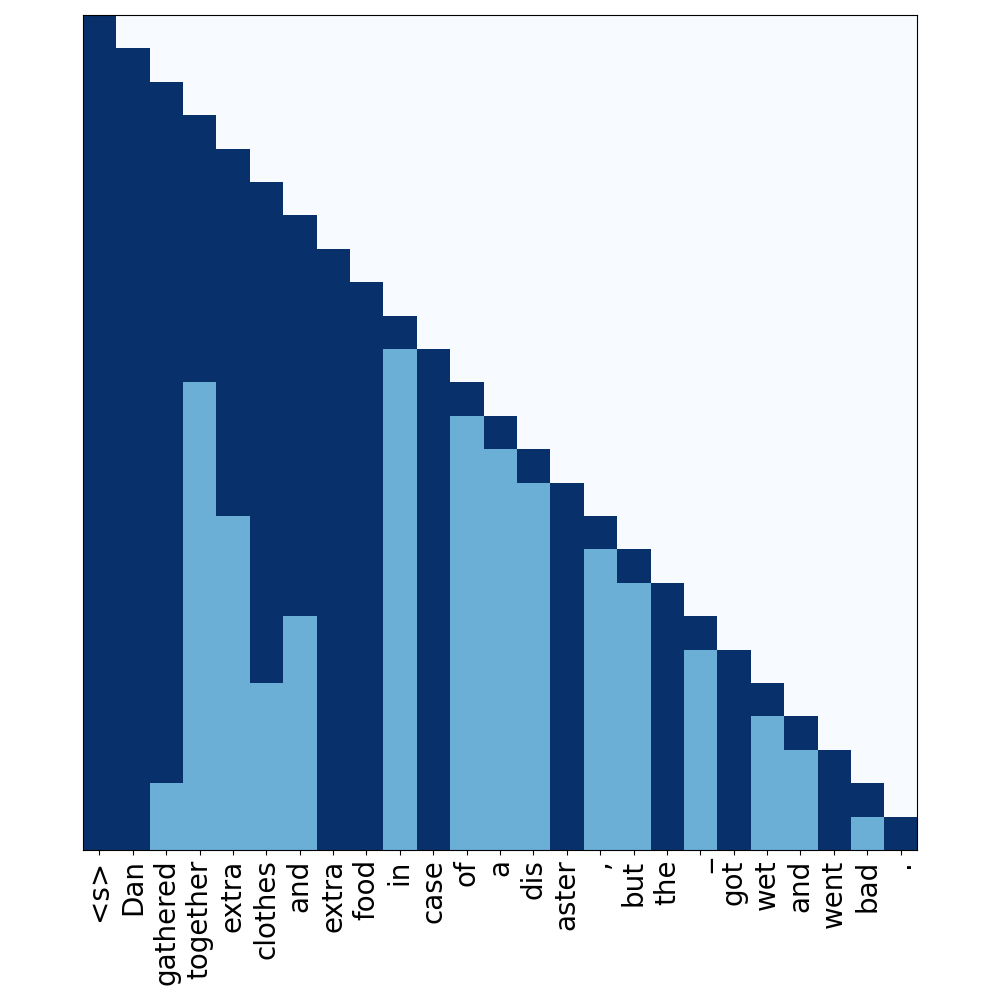 <s>
Dan
gathered
together
extra
clothes
and
extra
food
in
case
of
a
dis
aster
,
but
the
_
got
wet
and
went
bad
.